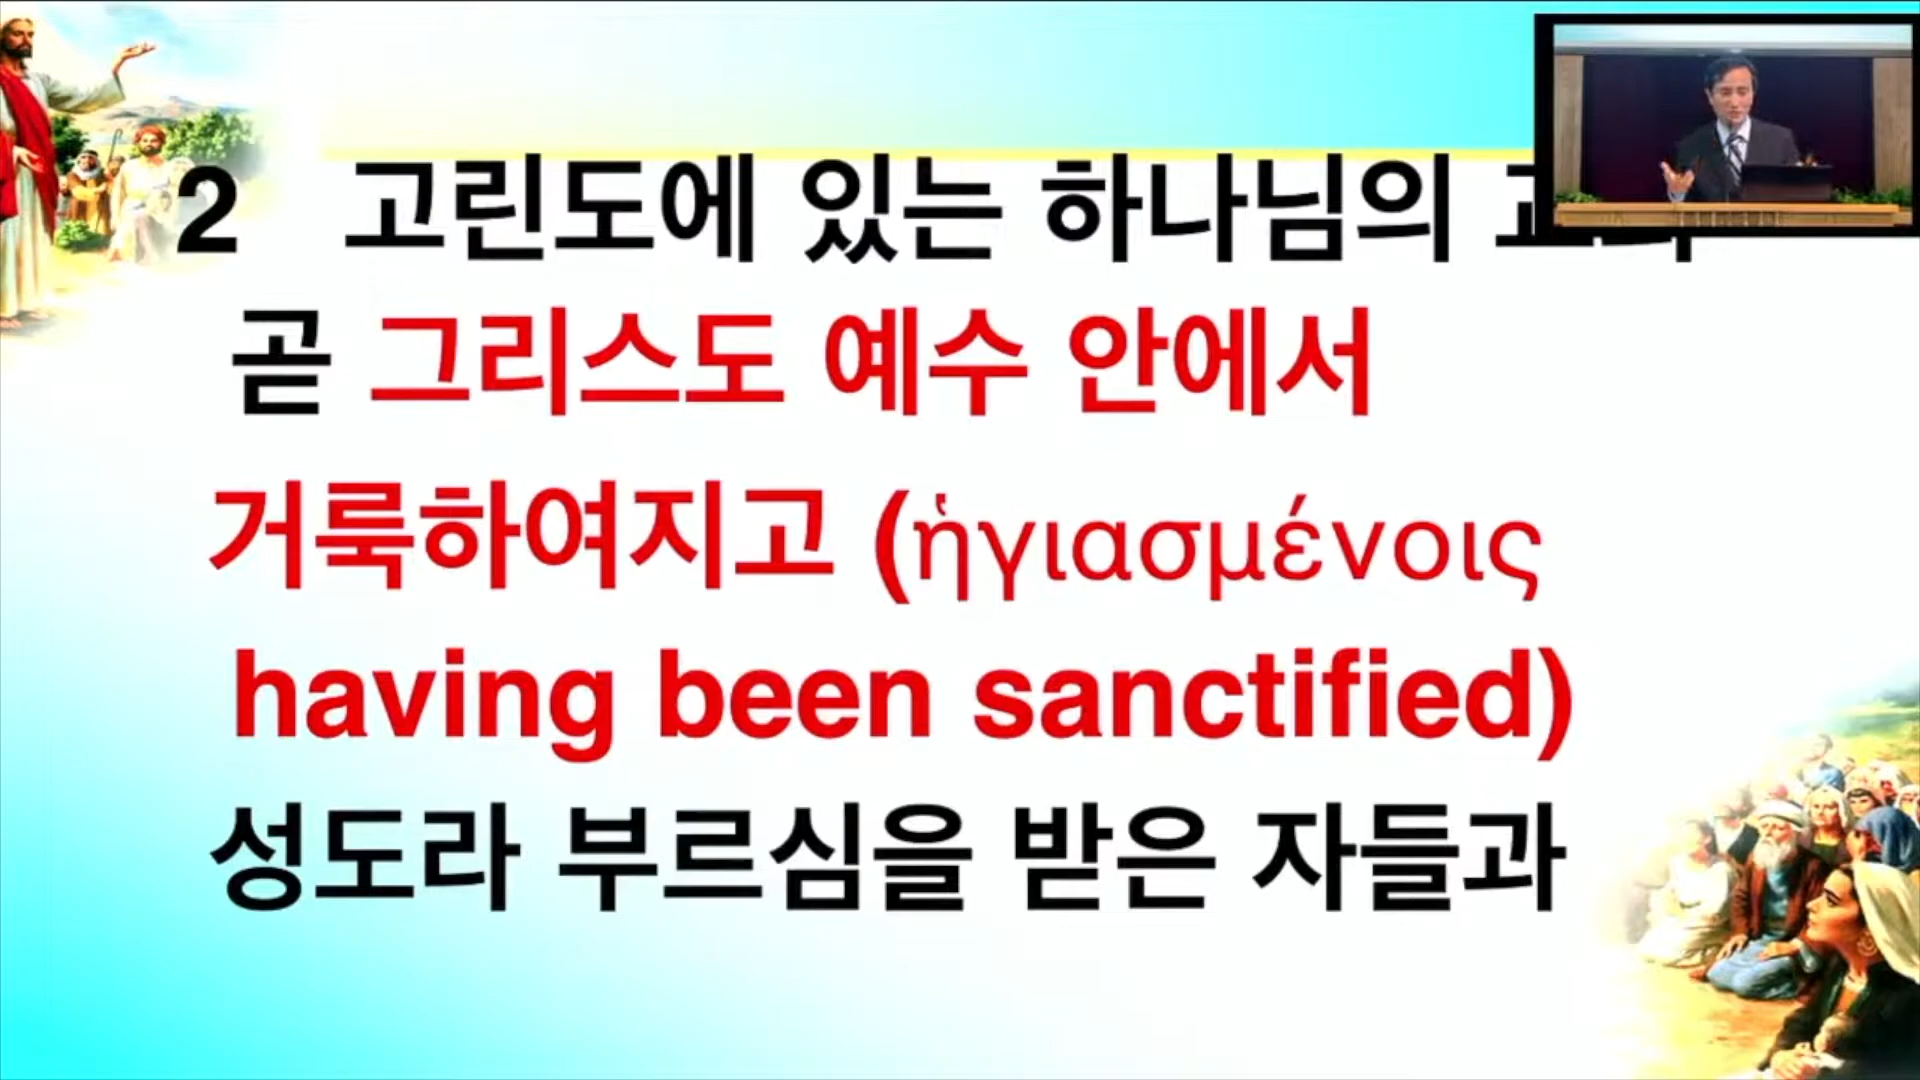 2 고린도에 있는 하나님의
곧 그리스도 예수 안에서
거룩하여지고 (ἡγιασμένοις
having been sanctified)
성도라 부르심을 받은 자들과